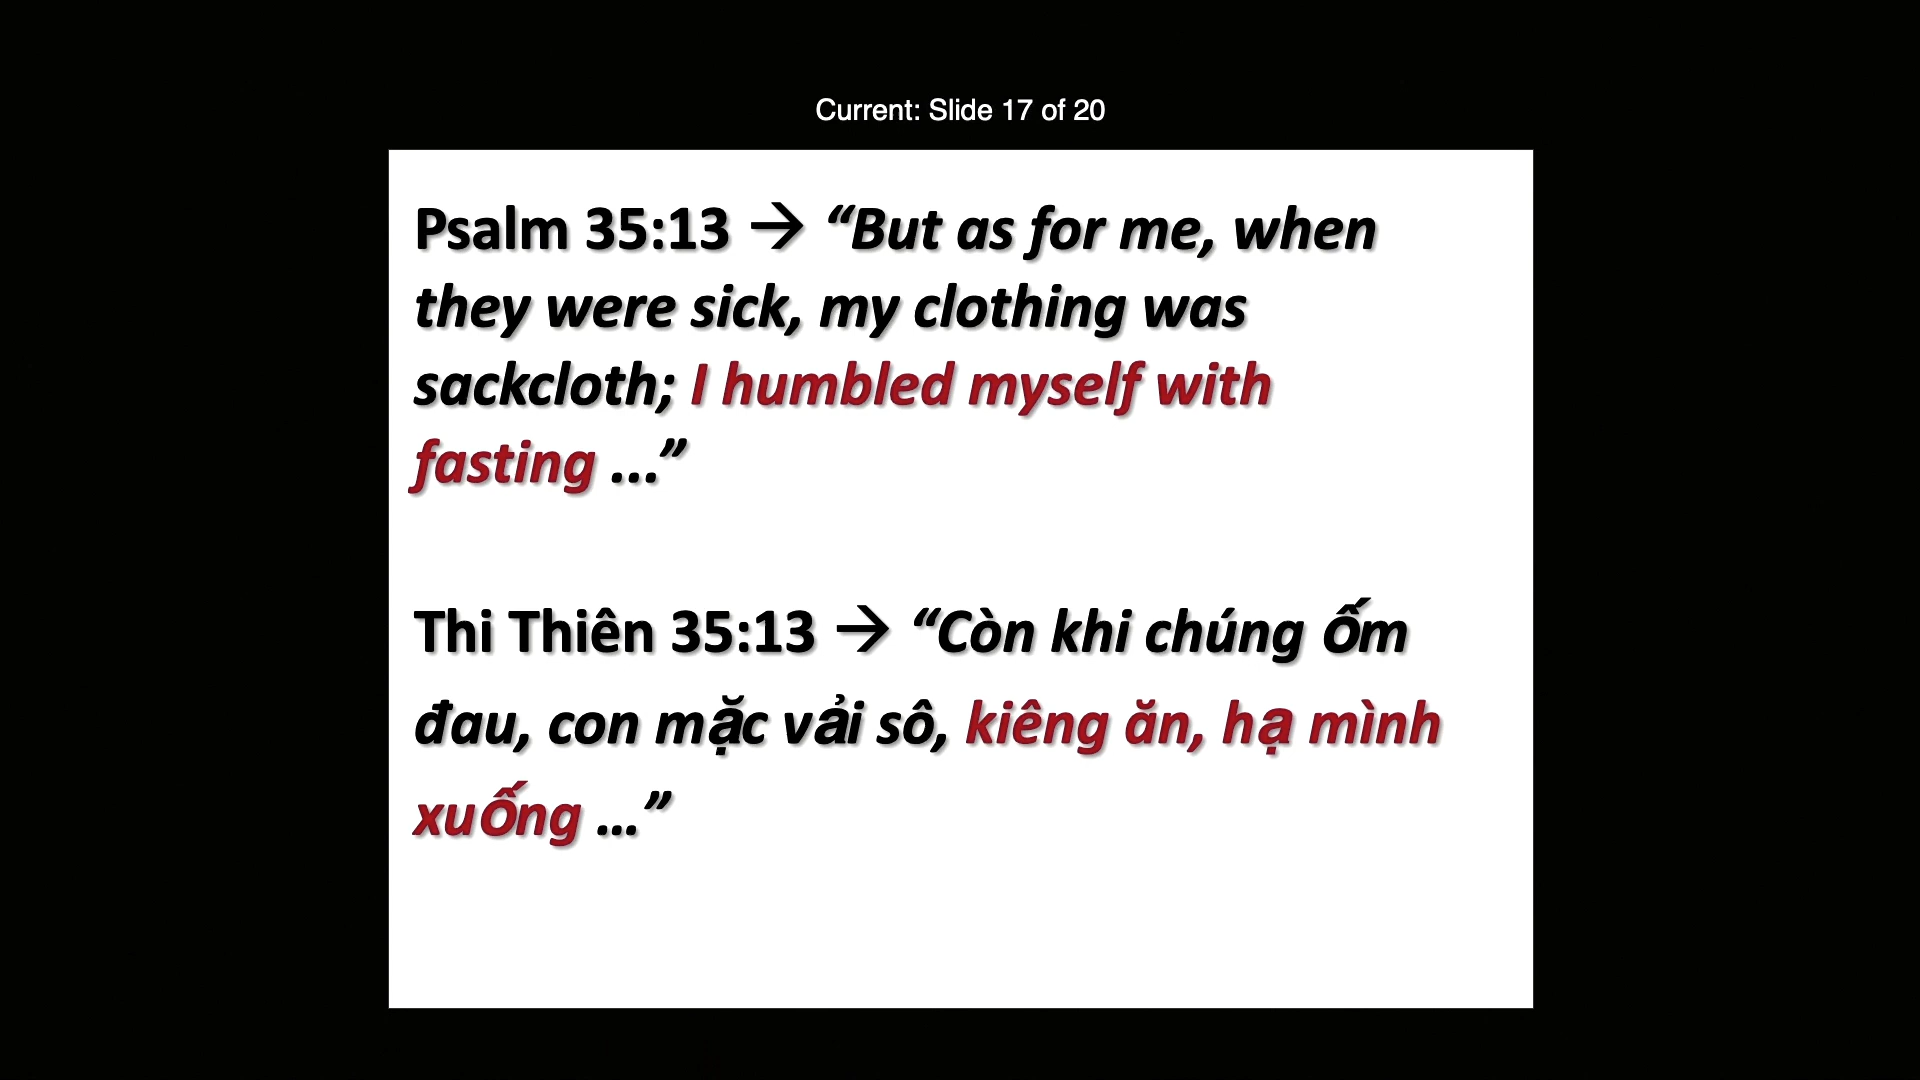 Current: Slide 17 of 20
Psalm 35:13 → “But as for me, when
they were sick, my clothing was
sackcloth; I humbled myself with
fasting ...”
Thi Thiên 35:13 → “Còn khi chúng ốm
đau, con mặc vải sô, kiêng ăn, hạ mình
xuống ...”